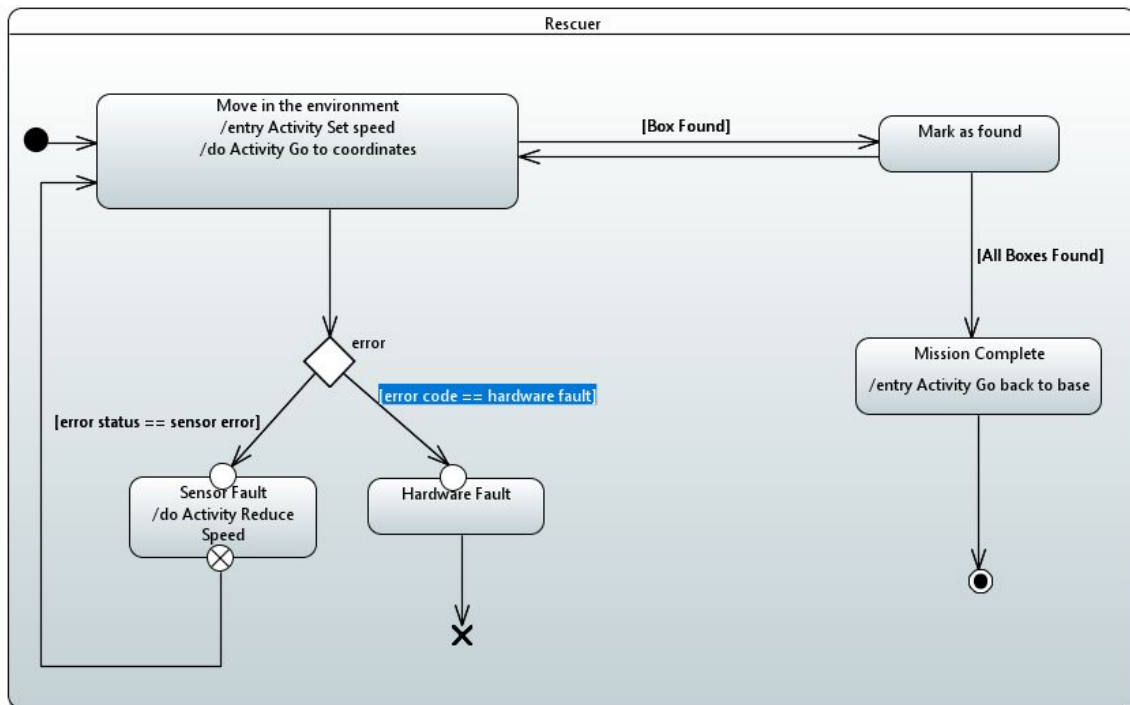 Rescuer
Move in the environment
/entry Activity Set speed
/do Activity Go to coordinates
[Box Found]
Mark as found
[All Boxes Found]
error
Mission Complete
/entry Activity Go back to base
[error code == hardware fault]
[error status == sensor error]
Sensor Fault
/do Activity Reduce
Speed
Hardware Fault